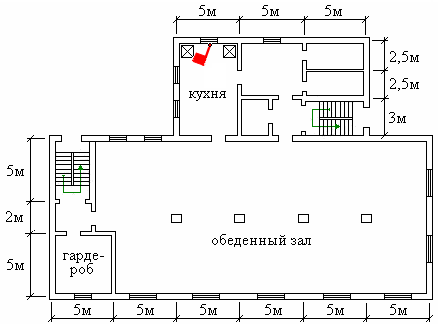 5м 5м 5м
2,5м
2,5м
кухня
3м
5м
2м
обеденный зал
гарде-
роб
5м
5м 5м 5м 5м 5м 5м